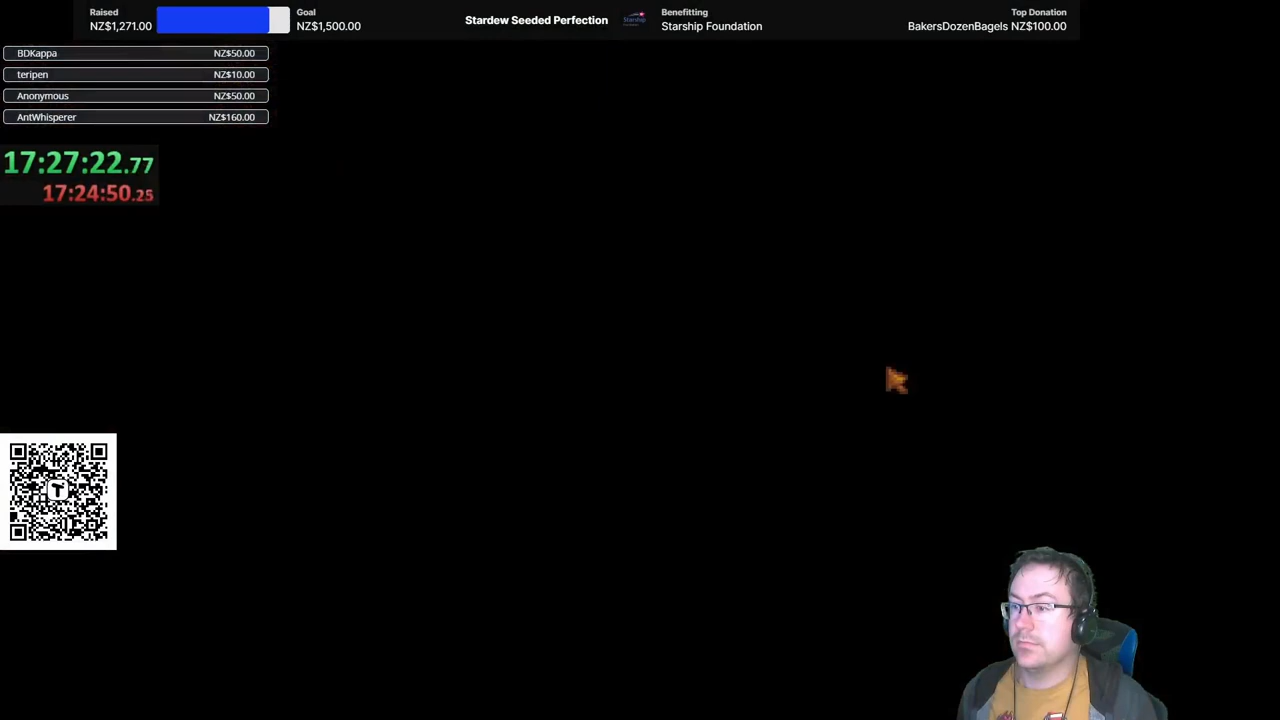 Raised
NZ$1,271.00
Goal
NZ$1,500.00
Stardew Seeded Perfection
Starship
Benefitting
Starship Foundation
Top Donation
BakersDozenBagels NZ$100.00
BDKappa NZ$50.00
teripen NZ$10.00
Anonymous NZ$50.00
AntWhisperer NZ$160.00
17:27:22.77
17:24:50.25
T